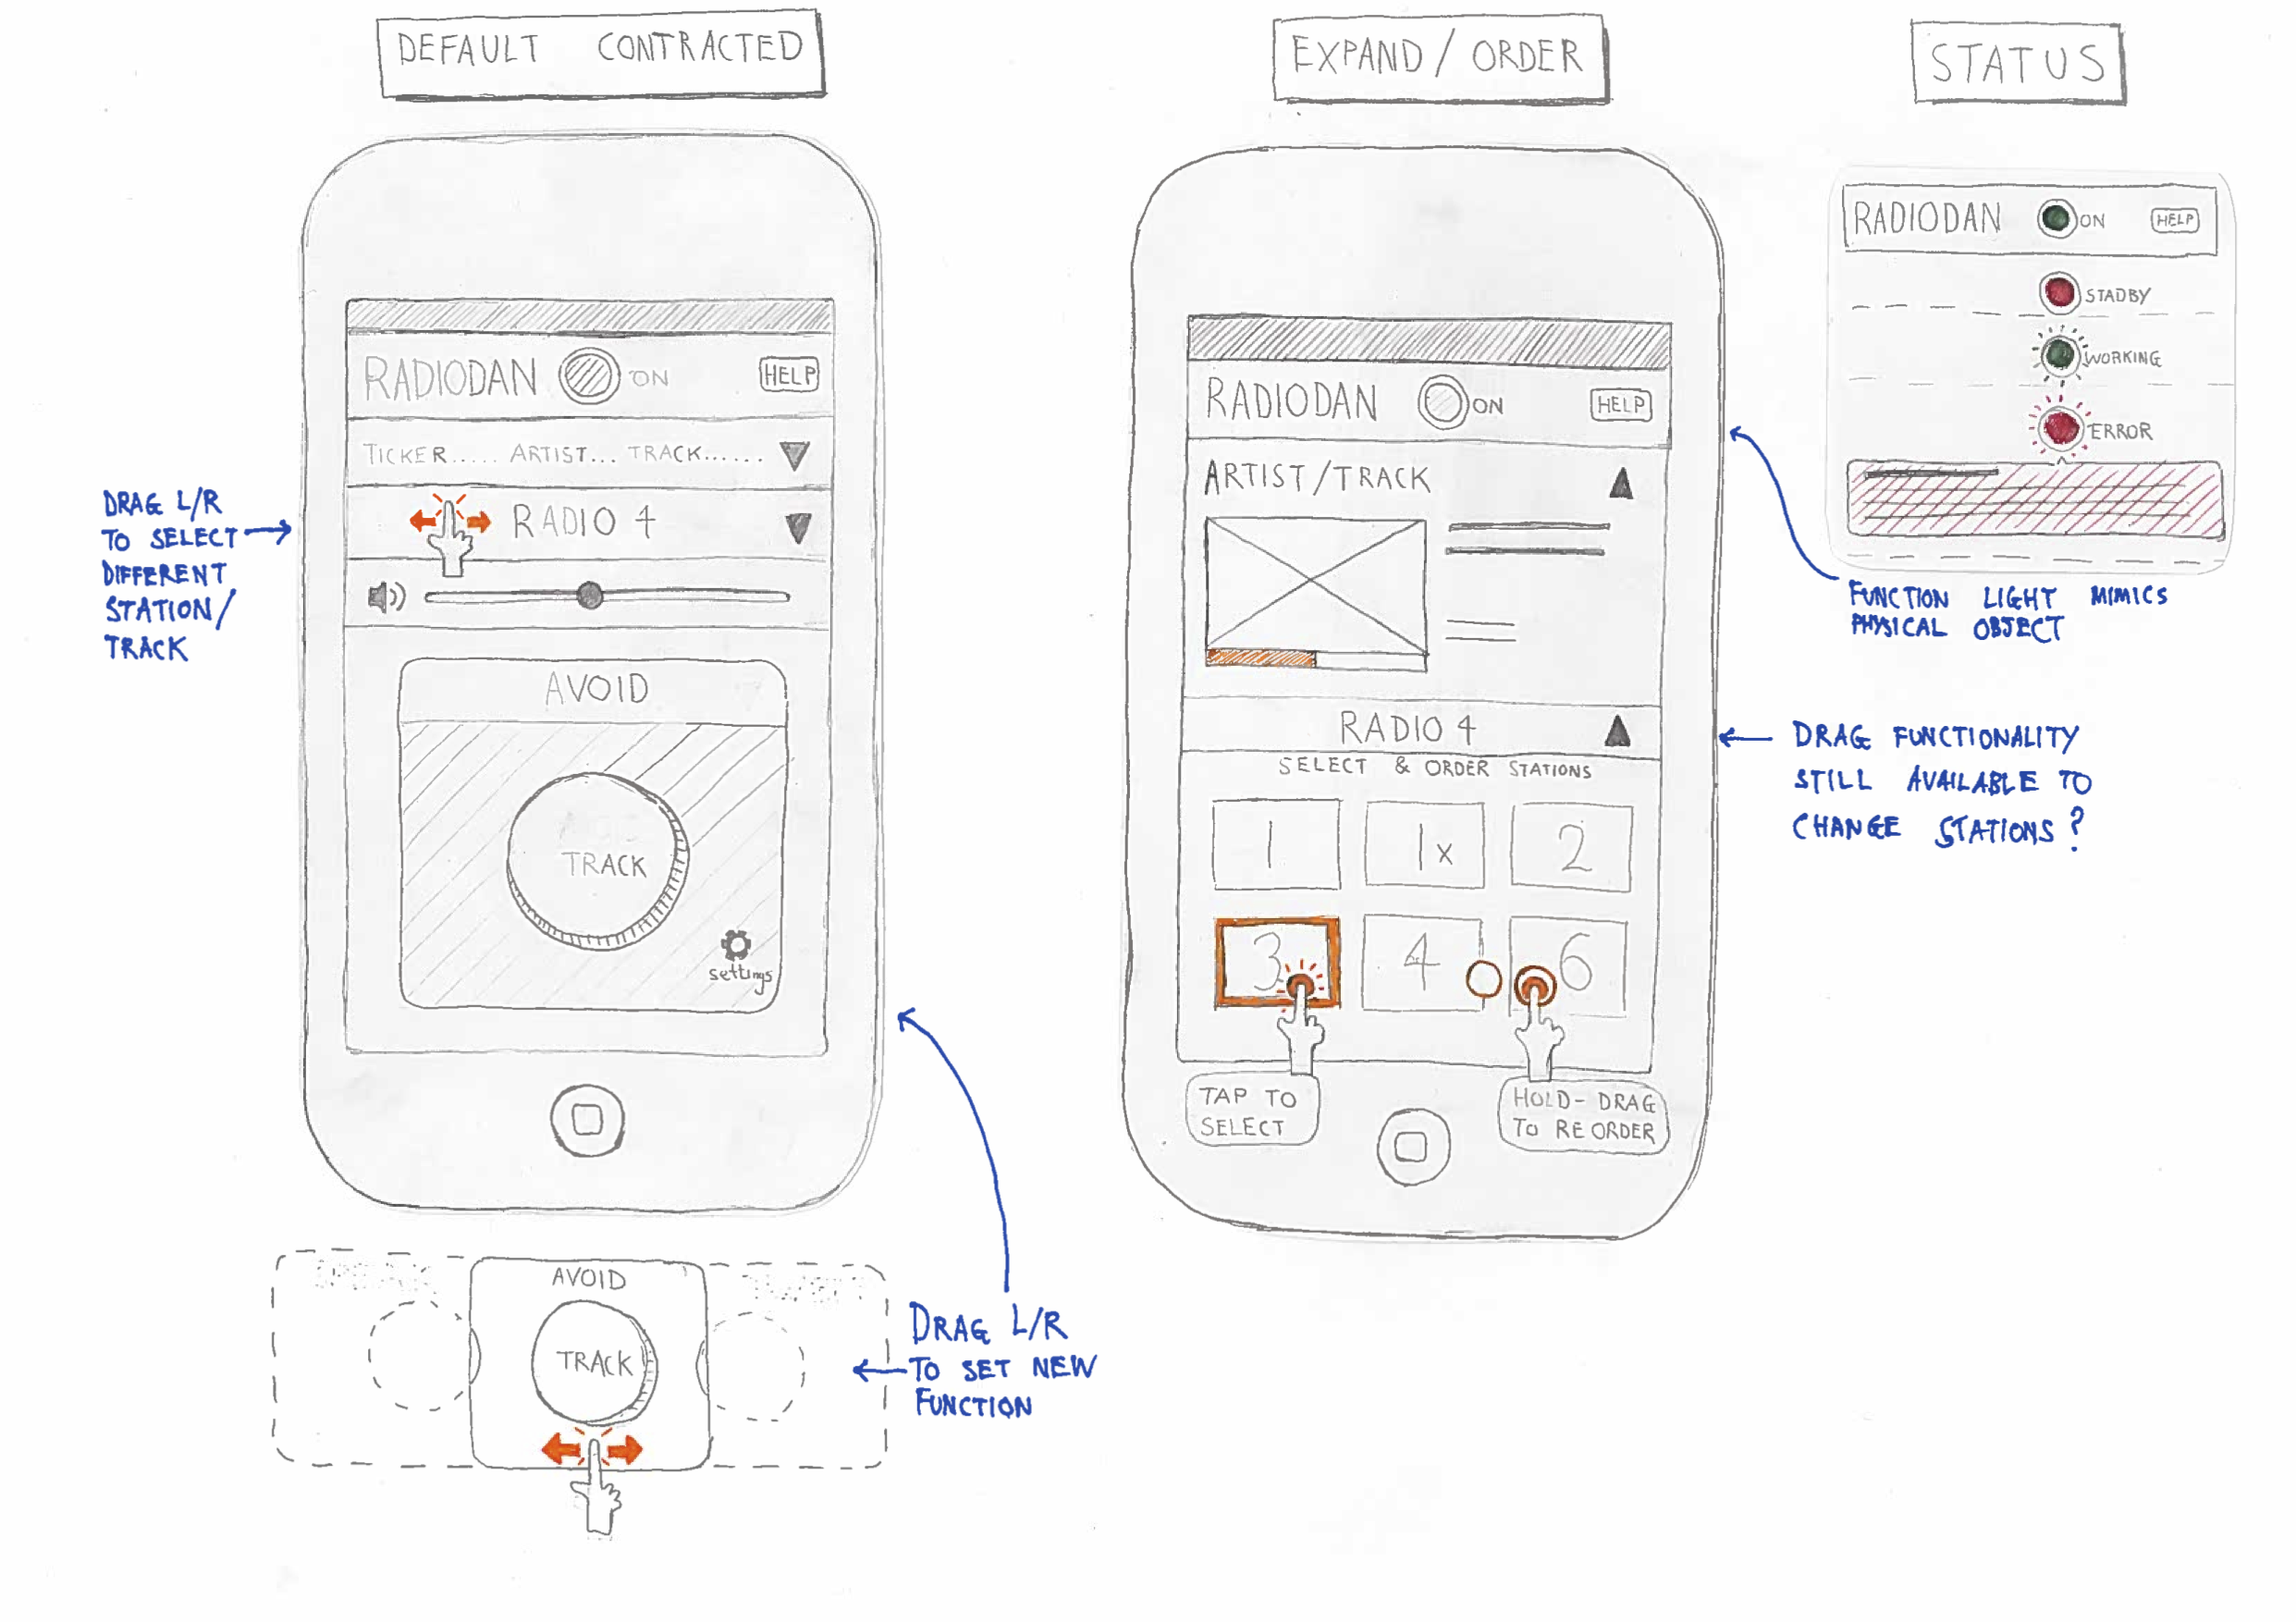 DEFAULT CONTRACTED
EXPAND / ORDER
STATUS
RADIODAN ON HELP
TICKER..... ARTIST... TRACK......
RADIO 4
AVOID
TRACK
settings
DRAG L/R
TO SELECT
DIFFERENT
STATION/
TRACK
AVOID
TRACK
DRAG L/R
TO SET NEW
FUNCTION
RADIODAN ON HELP
ARTIST/TRACK
RADIO 4
SELECT & ORDER STATIONS
1 1x 2
3 4 6
TAP TO
SELECT
HOLD- DRAG
TO RE ORDER
RADIODAN ON HELP
STADBY
WORKING
ERROR
FUNCTION LIGHT MIMICS
PHYSICAL OBJECT
DRAG FUNCTIONALITY
STILL AVAILABLE TO
CHANGE STATIONS?